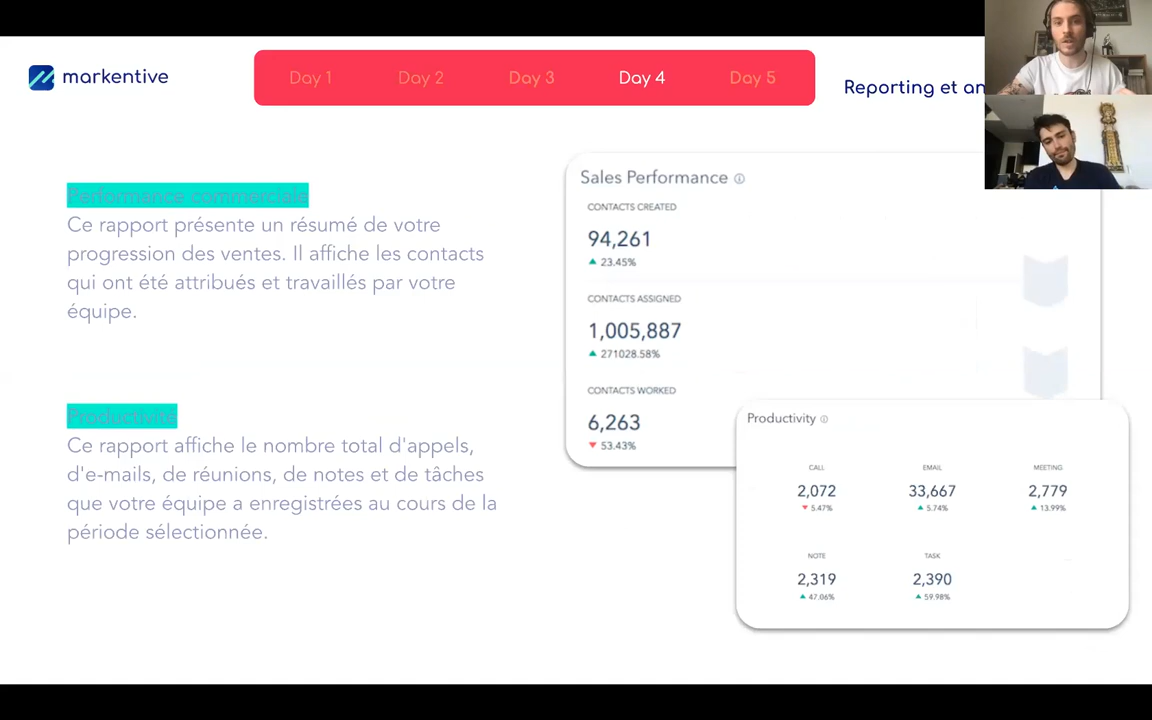 markentive
Day 1
Day 2
Day 3
Day 4
Day 5
Reporting et an
Performance commerciale
Ce rapport présente un résumé de votre
progression des ventes. Il affiche les contacts
qui ont été attribués et travaillés par votre
équipe.
Productivité
Ce rapport affiche le nombre total d'appels,
d'e-mails, de réunions, de notes et de tâches
que votre équipe a enregistrées au cours de la
période sélectionnée.
Sales Performance
CONTACTS CREATED
94,261
23.45%
CONTACTS ASSIGNED
1,005,887
271028.58%
CONTACTS WORKED
6,263
53.43%
Productivity
CALL
2,072
5.47%
EMAIL
33,667
5.74%
MEETING
2,779
13.99%
NOTE
2,319
47.06%
TASK
2,390
59.98%